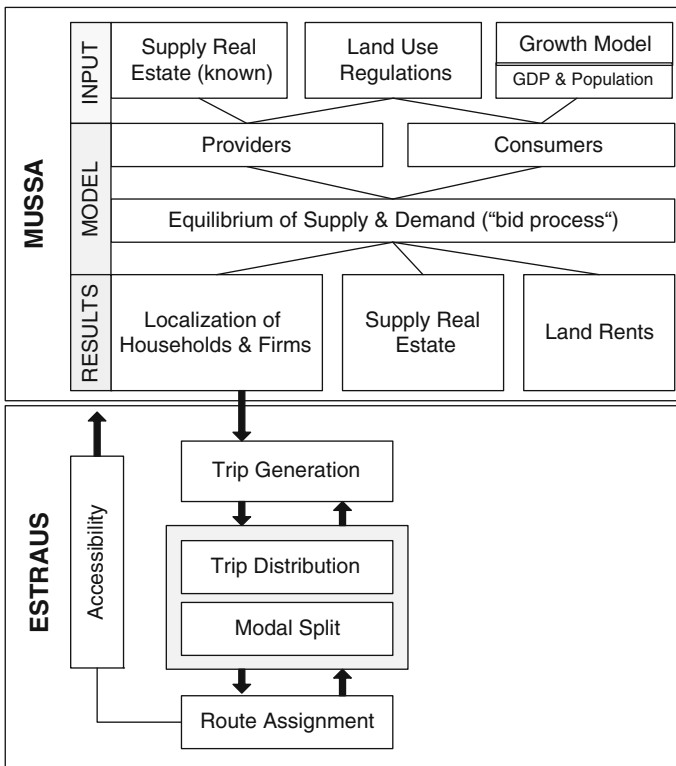 MUSSA
INPUT
Supply Real
Estate (known)
Land Use
Regulations
Growth Model
GDP & Population
MODEL
Providers
Consumers
Equilibrium of Supply & Demand (“bid process“)
RESULTS
Localization of
Households & Firms
Supply Real
Estate
Land Rents
ESTRAUS
Accessibility
Trip Generation
Trip Distribution
Modal Split
Route Assignment